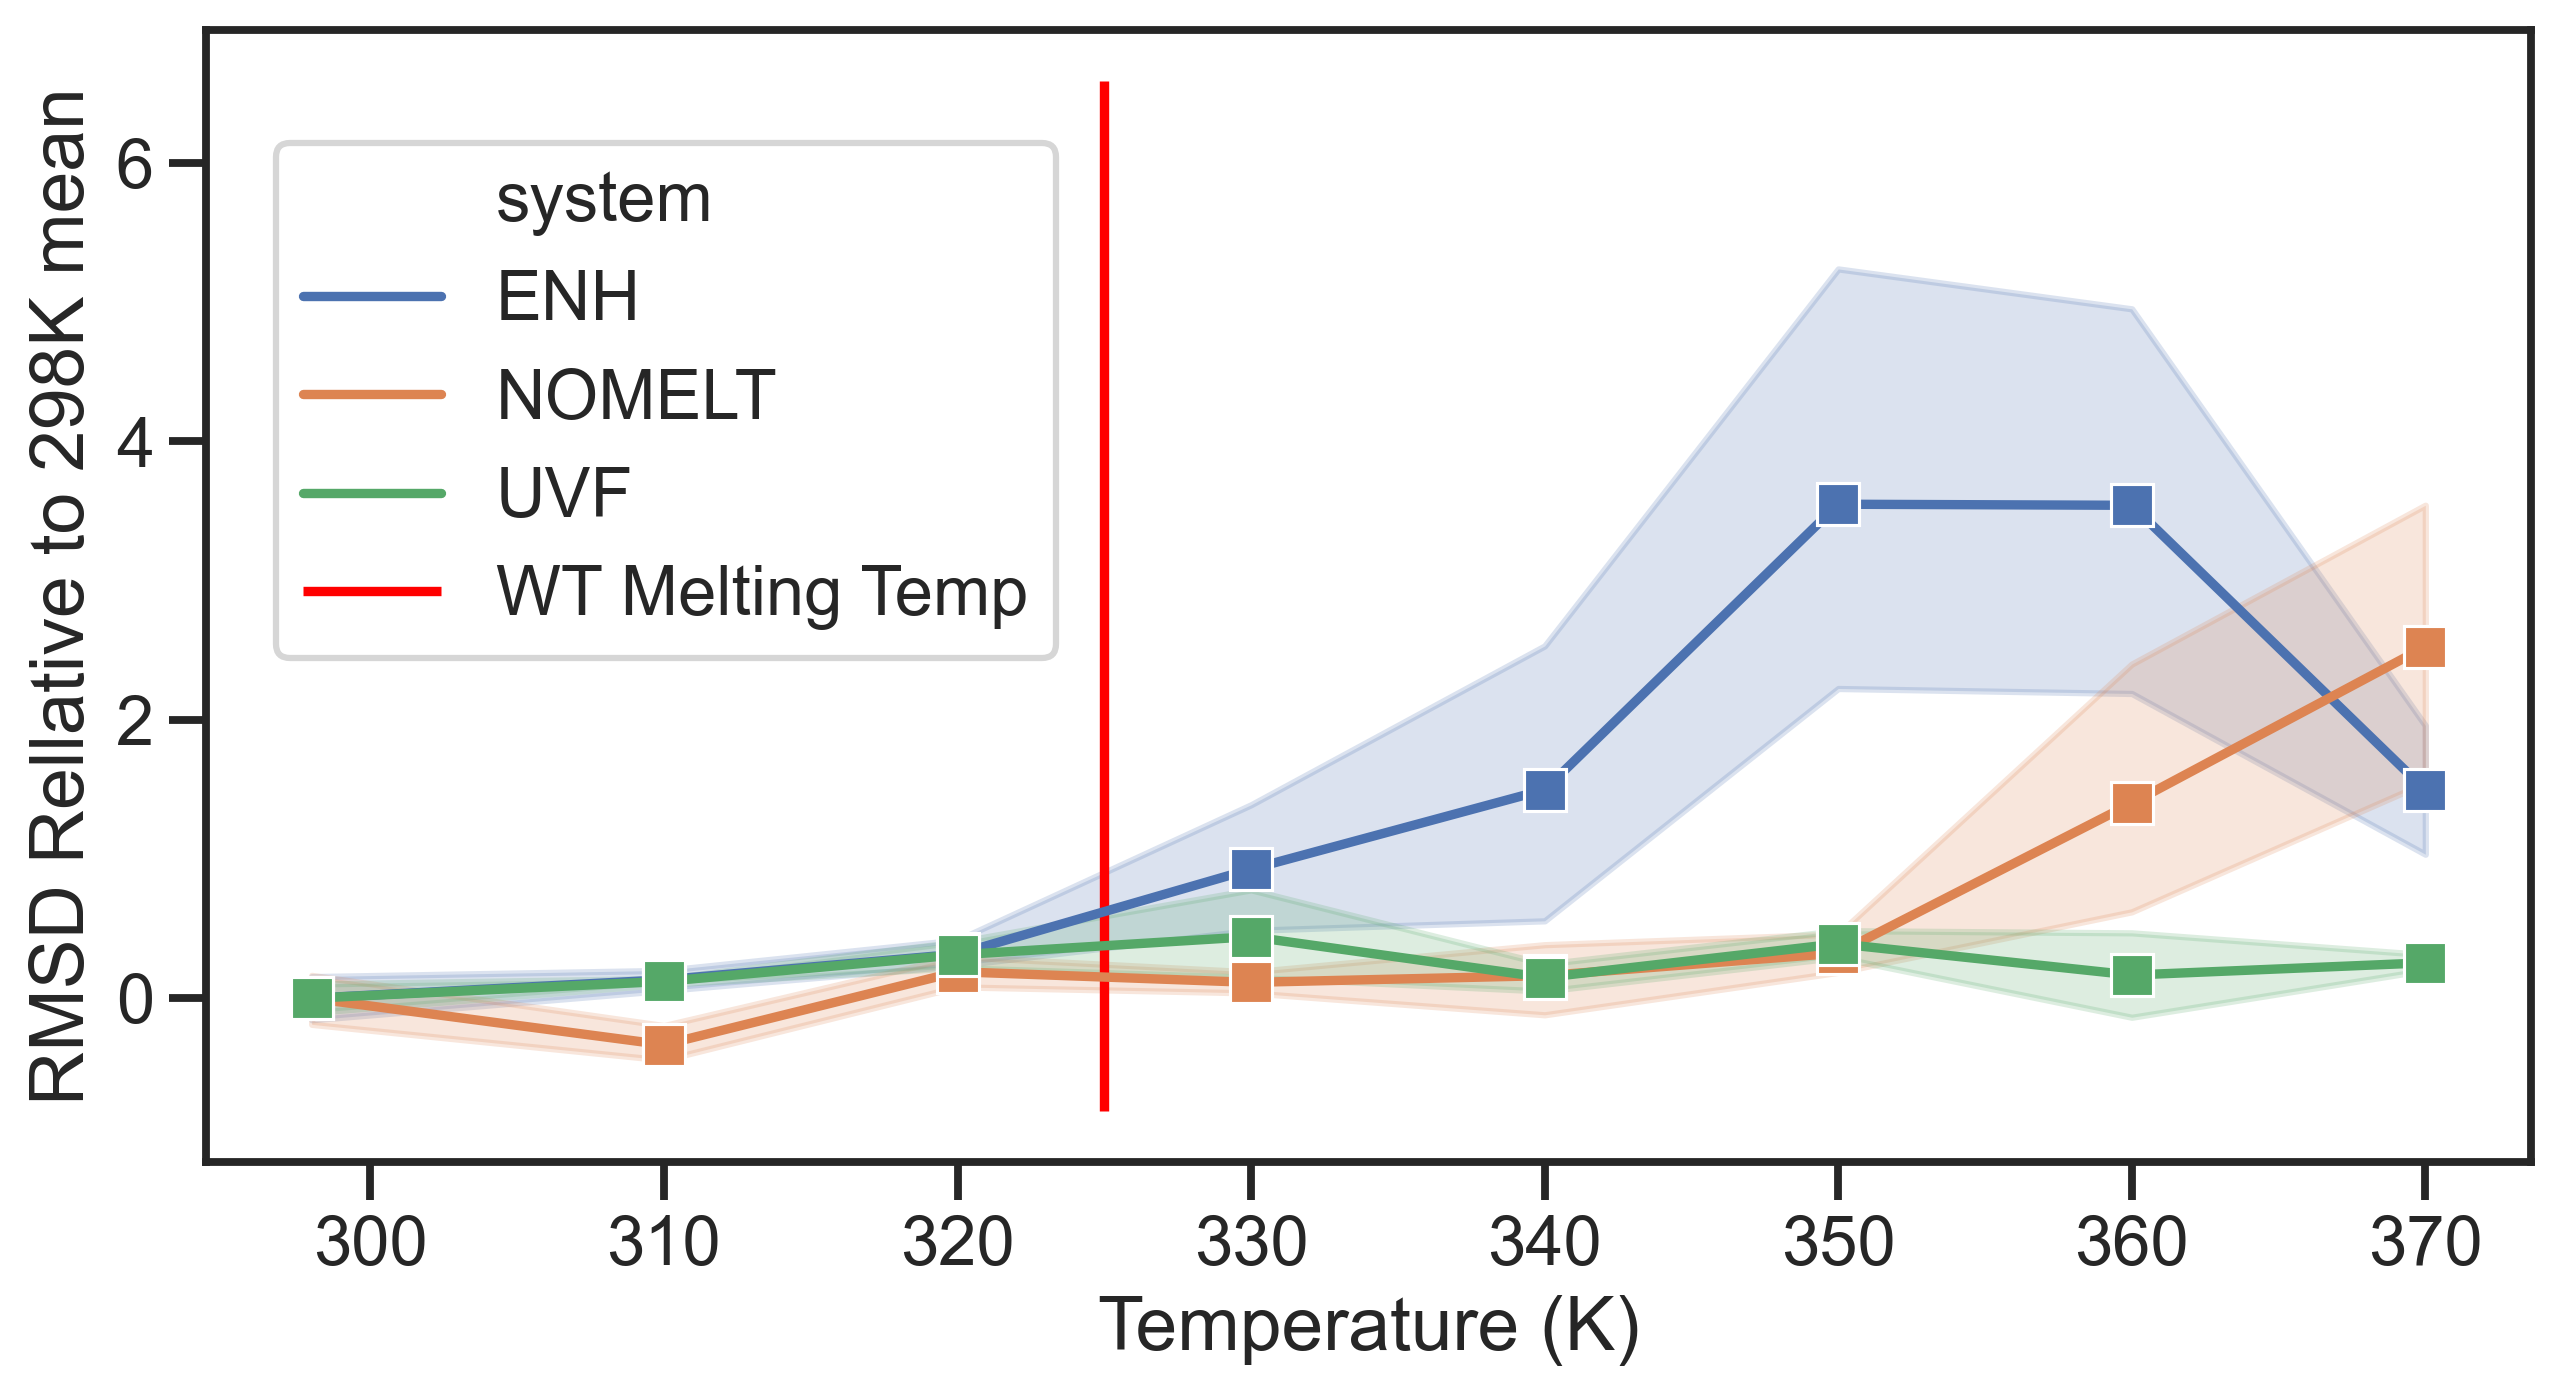 RMSD Rellative to 298K mean
6
4
2
0
system
ENH
NOMELT
UVF
WT Melting Temp
300 310 320 330 340 350 360 370
Temperature (K)